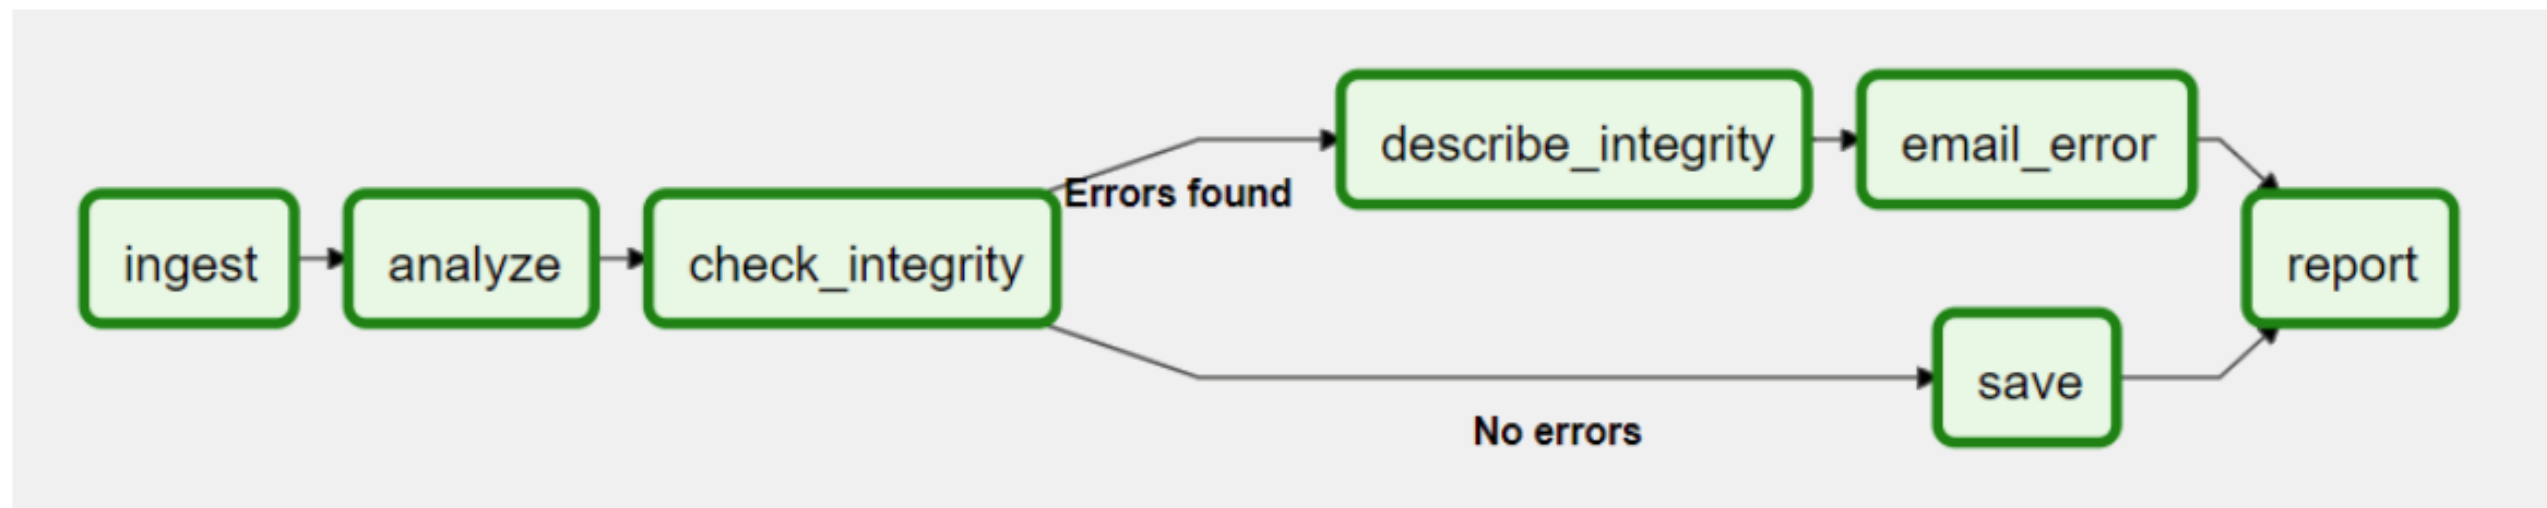 ingest
analyze
check_integrity
Errors found
describe_integrity
email_error
No errors
save
report